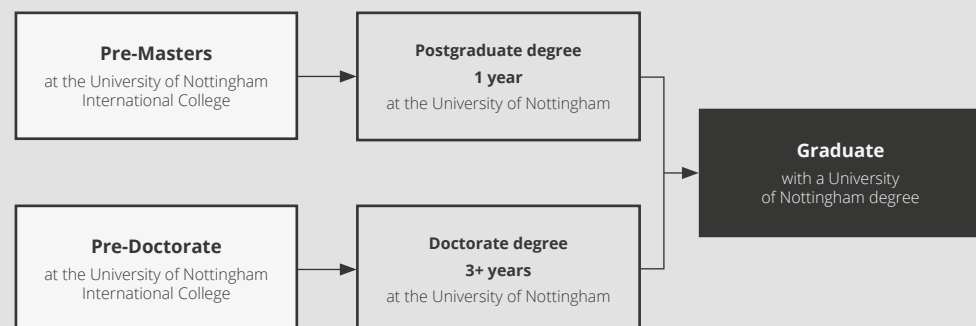 Pre-Masters
at the University of Nottingham
International College
Postgraduate degree
1 year
at the University of Nottingham
Graduate
with a University
of Nottingham degree
Pre-Doctorate
at the University of Nottingham
International College
Doctorate degree
3+ years
at the University of Nottingham